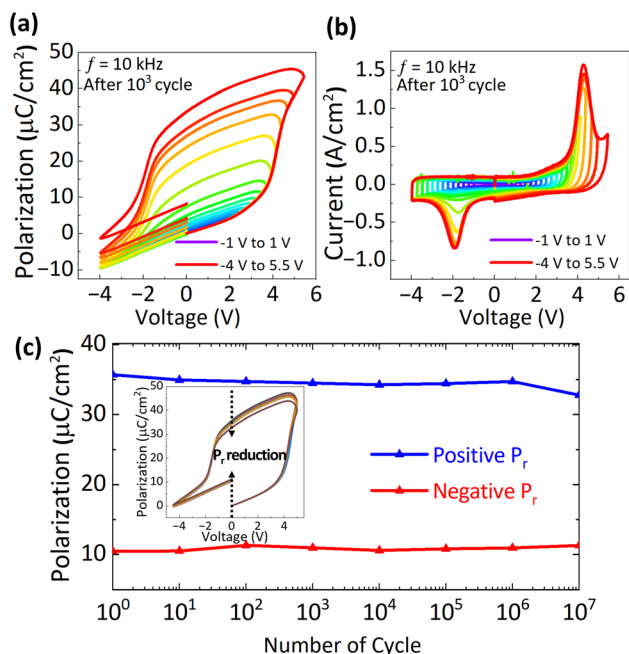 (a)
50
40
30
20
10
0
−10
Polarization (μC/cm²)
f = 10 kHz
After 10³ cycle
-1 V to 1 V
-4 V to 5.5 V
−4 −2 0 2 4 6
Voltage (V)
(b)
1.5
1.0
0.5
0.0
−0.5
−1.0
Current (A/cm²)
f = 10 kHz
After 10³ cycle
-1 V to 1 V
-4 V to 5.5 V
−4 −2 0 2 4 6
Voltage (V)
(c)
40
30
20
10
Polarization (μC/cm²)
50
40
30
20
10
0
Polarization (μC/cm²)
Pr reduction
-4 -2 0 2 4
Voltage (V)
Positive Pr
Negative Pr
10⁰ 10¹ 10² 10³ 10⁴ 10⁵ 10⁶ 10⁷
Number of Cycle